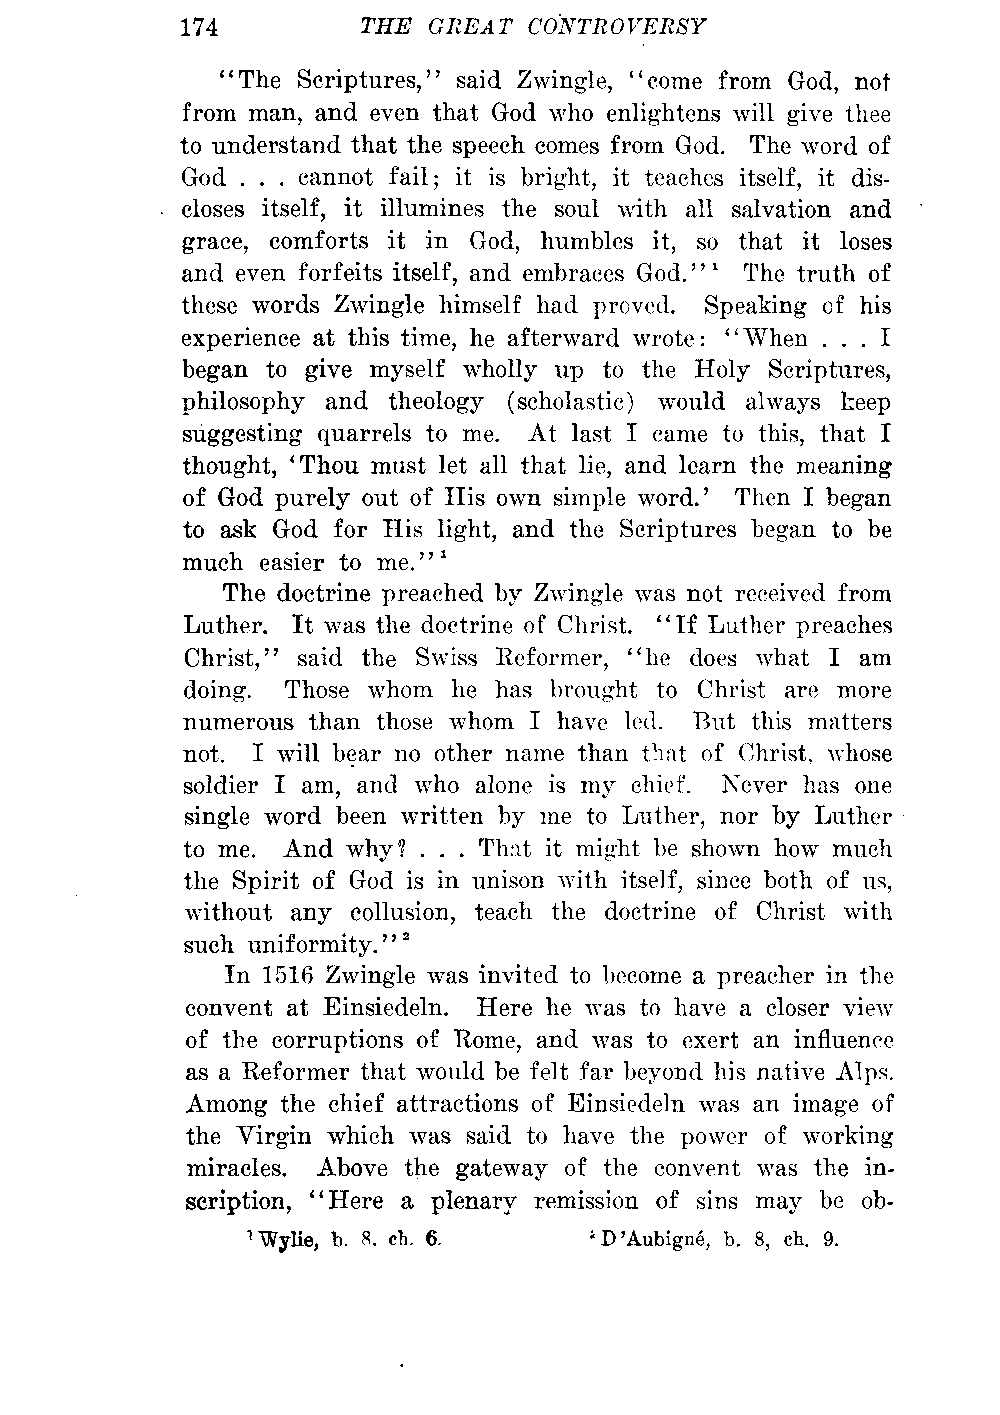 174 THE GREAT CONTROVERSY
"The Scriptures," said Zwingle, "come from God, not
from man, and even that God who enlightens will give thee
to understand that the speech comes from God. The word of
God . . . cannot fail; it is bright, it teaches itself, it dis-
closes itself, it illumines the soul with all salvation and
grace, comforts it in God, humbles it, so that it loses
and even forfeits itself, and embraces God."¹ The truth of
these words Zwingle himself had proved. Speaking of his
experience at this time, he afterward wrote: "When . . . I
began to give myself wholly up to the Holy Scriptures,
philosophy and theology (scholastic) would always keep
suggesting quarrels to me. At last I came to this, that I
thought, 'Thou must let all that lie, and learn the meaning
of God purely out of His own simple word.' Then I began
to ask God for His light, and the Scriptures began to be
much easier to me."¹
The doctrine preached by Zwingle was not received from
Luther. It was the doctrine of Christ. "If Luther preaches
Christ," said the Swiss Reformer, "he does what I am
doing. Those whom he has brought to Christ are more
numerous than those whom I have led. But this matters
not. I will bear no other name than that of Christ, whose
soldier I am, and who alone is my chief. Never has one
single word been written by me to Luther, nor by Luther
to me. And why? . . . That it might be shown how much
the Spirit of God is in unison with itself, since both of us,
without any collusion, teach the doctrine of Christ with
such uniformity."²
In 1516 Zwingle was invited to become a preacher in the
convent at Einsiedeln. Here he was to have a closer view
of the corruptions of Rome, and was to exert an influence
as a Reformer that would be felt far beyond his native Alps.
Among the chief attractions of Einsiedeln was an image of
the Virgin which was said to have the power of working
miracles. Above the gateway of the convent was the in-
scription, "Here a plenary remission of sins may be ob-
¹ Wylie, b. 8, ch. 6. ² D'Aubigné, b. 8, ch. 9.